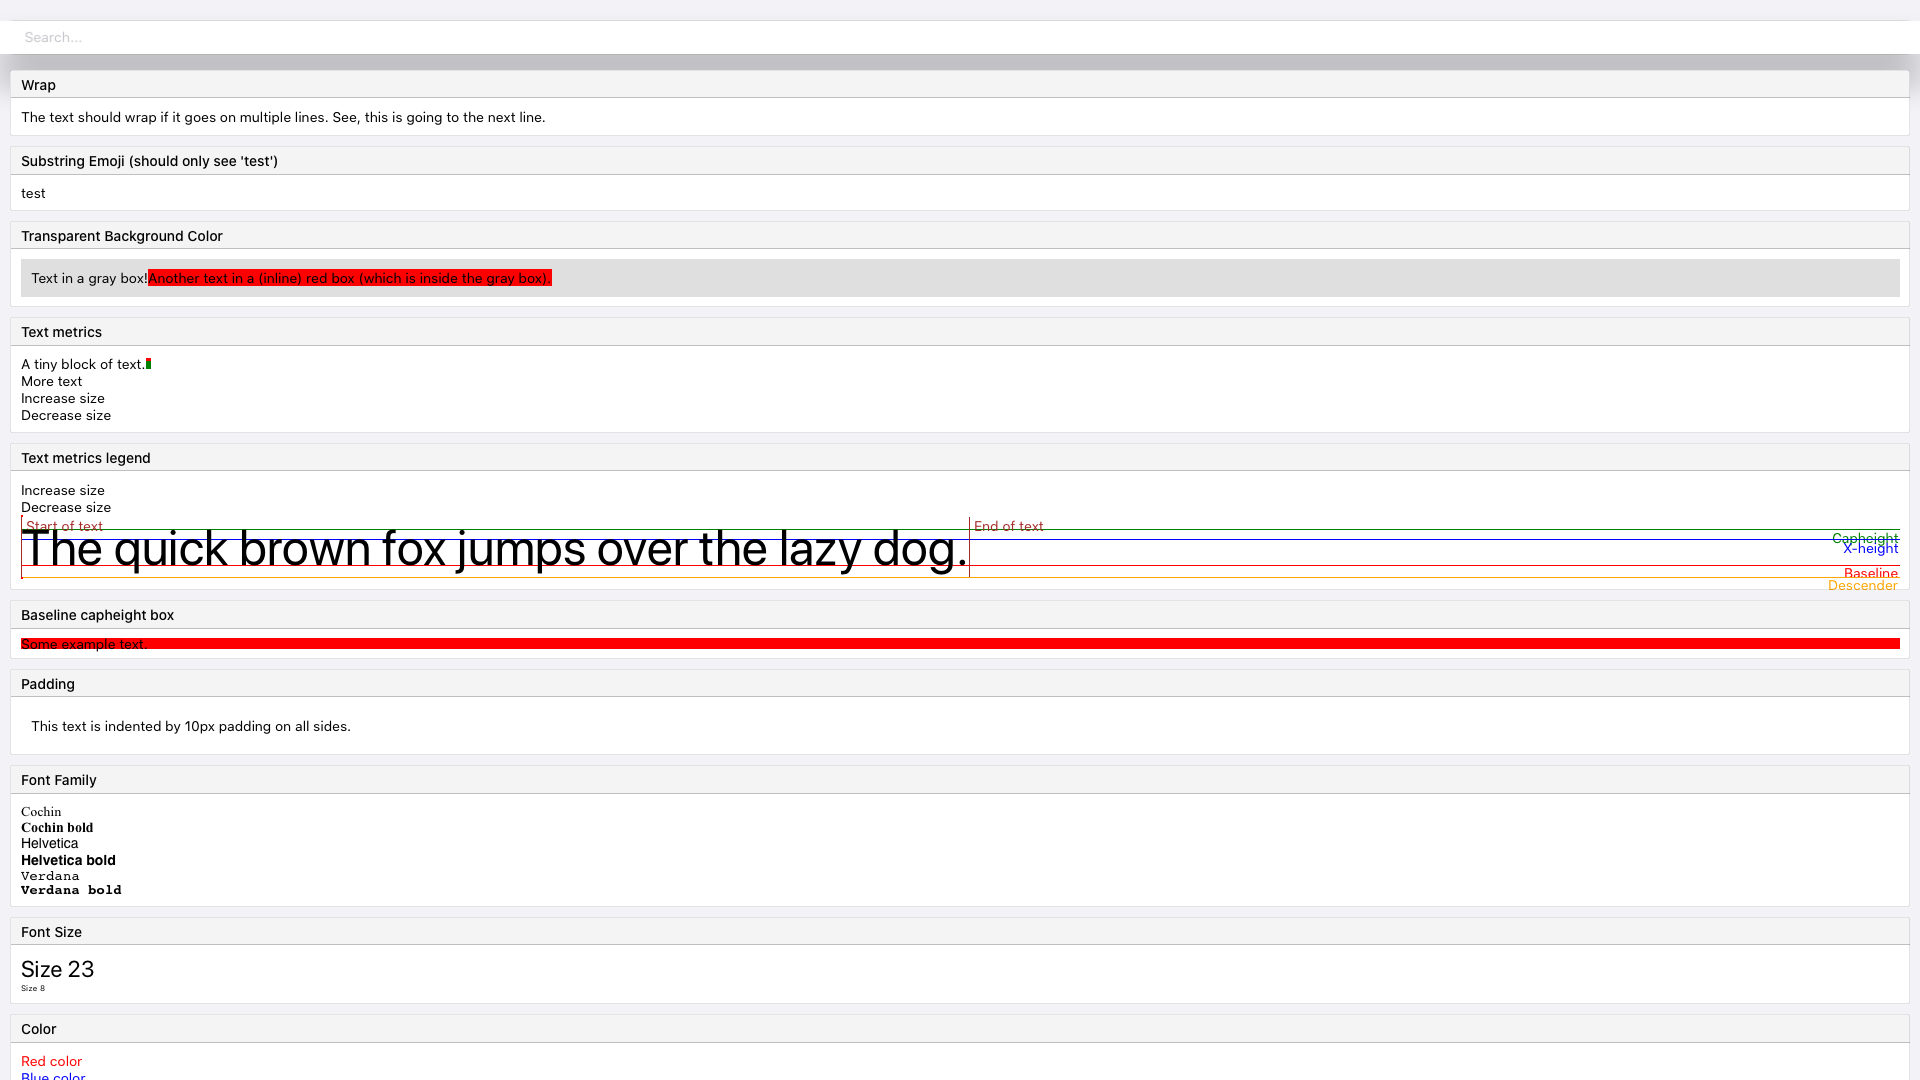 Search...
Wrap
The text should wrap if it goes on multiple lines. See, this is going to the next line.
Substring Emoji (should only see 'test')
test
Transparent Background Color
Text in a gray box!Another text in a (inline) red box (which is inside the gray box).
Text metrics
A tiny block of text.
More text
Increase size
Decrease size
Text metrics legend
Increase size
Decrease size
Start of text
End of text
The quick brown fox jumps over the lazy dog.
Capheight
X-height
Baseline
Descender
Baseline capheight box
Some example text.
Padding
This text is indented by 10px padding on all sides.
Font Family
Cochin
Cochin bold
Helvetica
Helvetica bold
Verdana
Verdana bold
Font Size
Size 23
Size 8
Color
Red color
Blue color